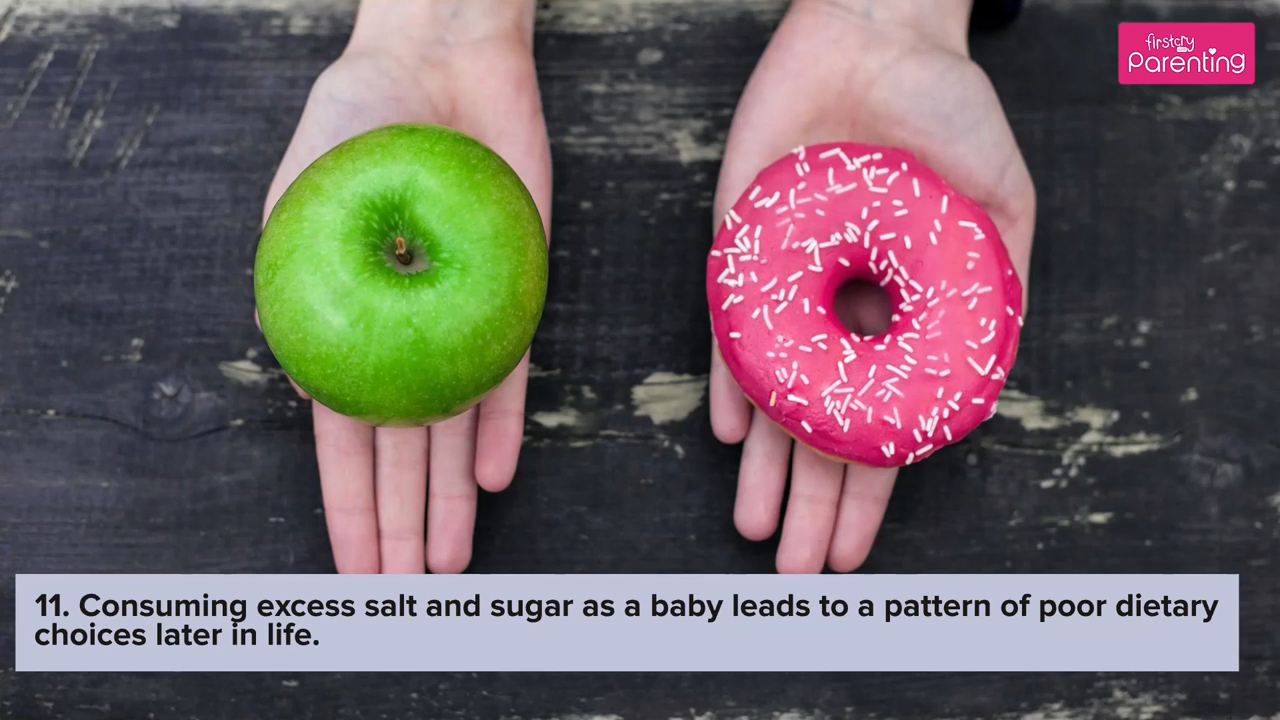 firstcry
Parenting
11. Consuming excess salt and sugar as a baby leads to a pattern of poor dietary
choices later in life.